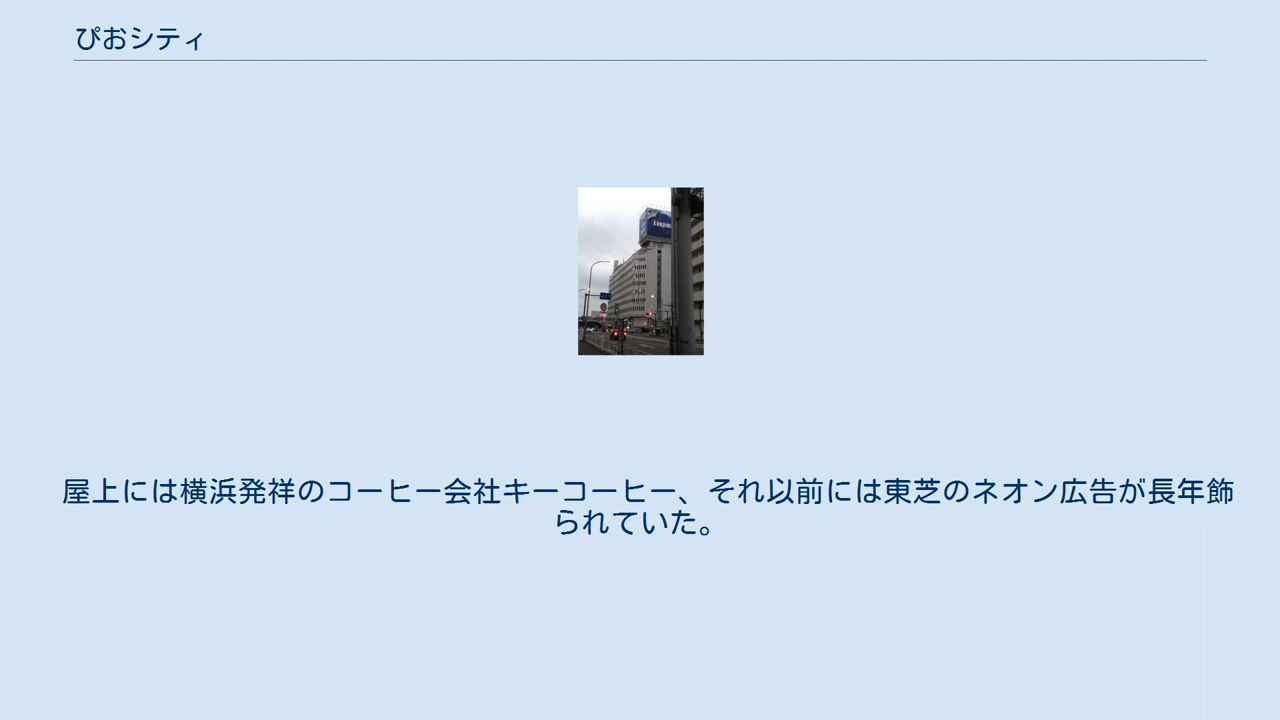 ぴおシティ
屋上には横浜発祥のコーヒー会社キーコーヒー、それ以前には東芝のネオン広告が長年飾
られていた。